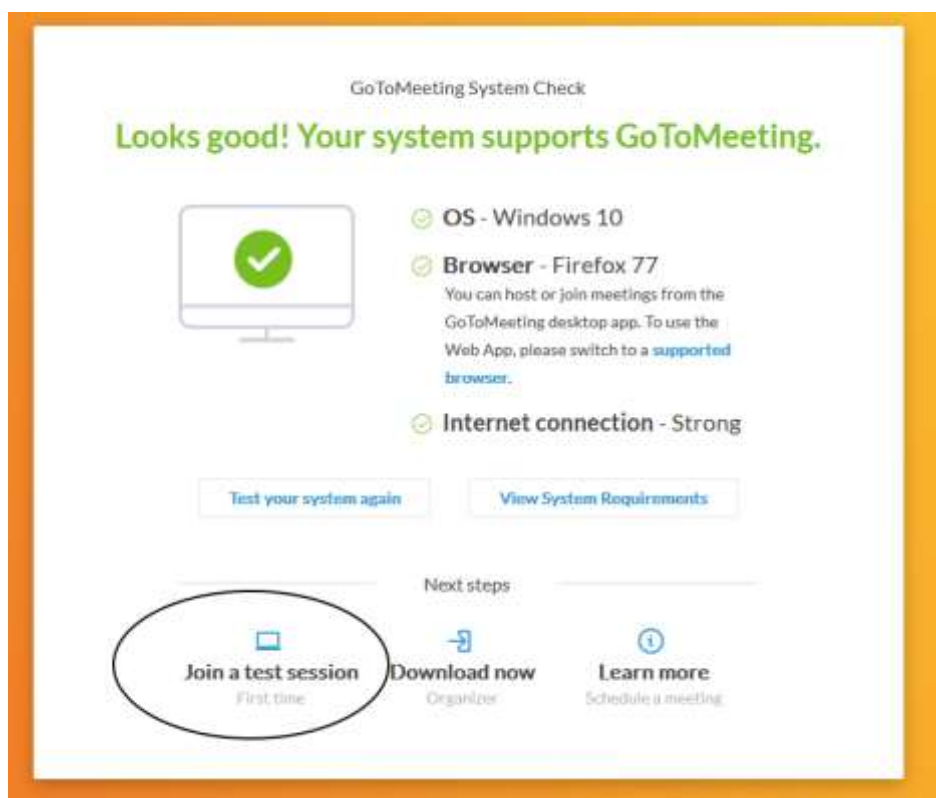 GoToMeeting System Check
Looks good! Your system supports GoToMeeting.
OS - Windows 10
Browser - Firefox 77
You can host or join meetings from the
GoToMeeting desktop app. To use the
Web App, please switch to a supported
browser.
Internet connection - Strong
Test your system again
View System Requirements
Next steps
Join a test session
First time
Download now
Organizer
Learn more
Schedule a meeting